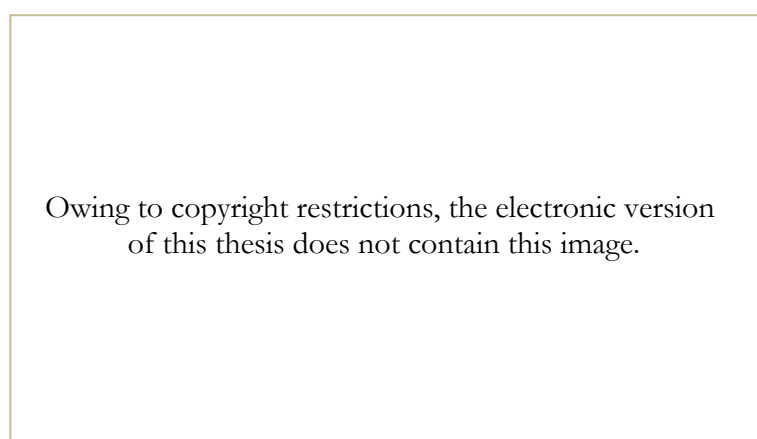 Owing to copyright restrictions, the electronic version
of this thesis does not contain this image.